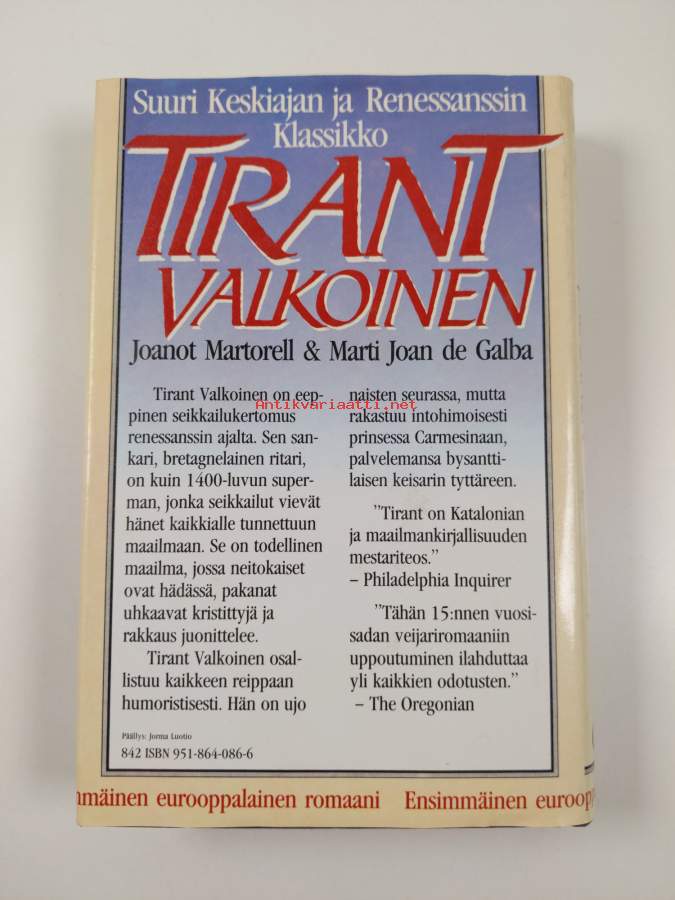 Suuri Keskiajan ja Renessanssin
Klassikko
TIRANT
VALKOINEN
Joanot Martorell & Marti Joan de Galba
Tirant Valkoinen on eep-
pinen seikkailukertomus
renessanssin ajalta. Sen san-
kari, bretagnelainen ritari,
on kuin 1400-luvun super-
man, jonka seikkailut vievät
hänet kaikkialle tunnettuun
maailmaan. Se on todellinen
maailma, jossa neitokaiset
ovat hädässä, pakanat
uhkaavat kristittyjä ja
rakkaus juonittelee.
Tirant Valkoinen osal-
listuu kaikkeen reippaan
humoristisesti. Hän on ujo
naisten seurassa, mutta
rakastuu intohimoisesti
prinsessa Carmesinaan,
palvelemansa bysantti-
laisen keisarin tyttäreen.
"Tirant on Katalonian
ja maailmankirjallisuuden
mestariteos."
– Philadelphia Inquirer
"Tähän 15:nnen vuosi-
sadan veijariromaaniin
uppoutuminen ilahduttaa
yli kaikkien odotusten."
– The Oregonian
Päällys: Jorma Luotio
842 ISBN 951-864-086-6
mmäinen eurooppalainen romaani Ensimmäinen euroopp
Antikvariaatti.net